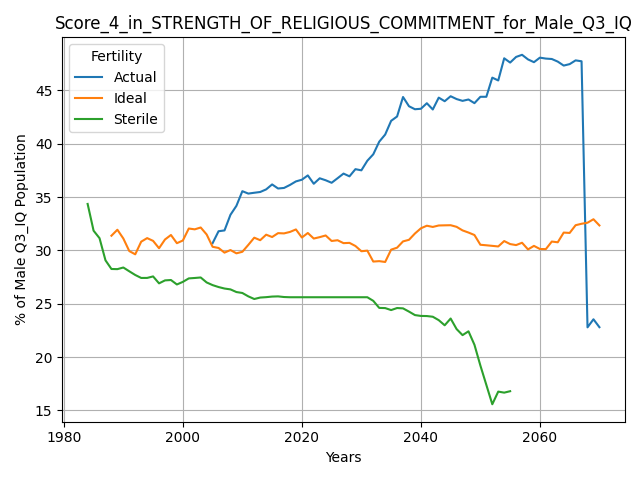 Score_4_in_STRENGTH_OF_RELIGIOUS_COMMITMENT_for_Male_Q3_IQ
Fertility
Actual
Ideal
Sterile
% of Male Q3_IQ Population
45
40
35
30
25
20
15
1980
2000
2020
2040
2060
Years